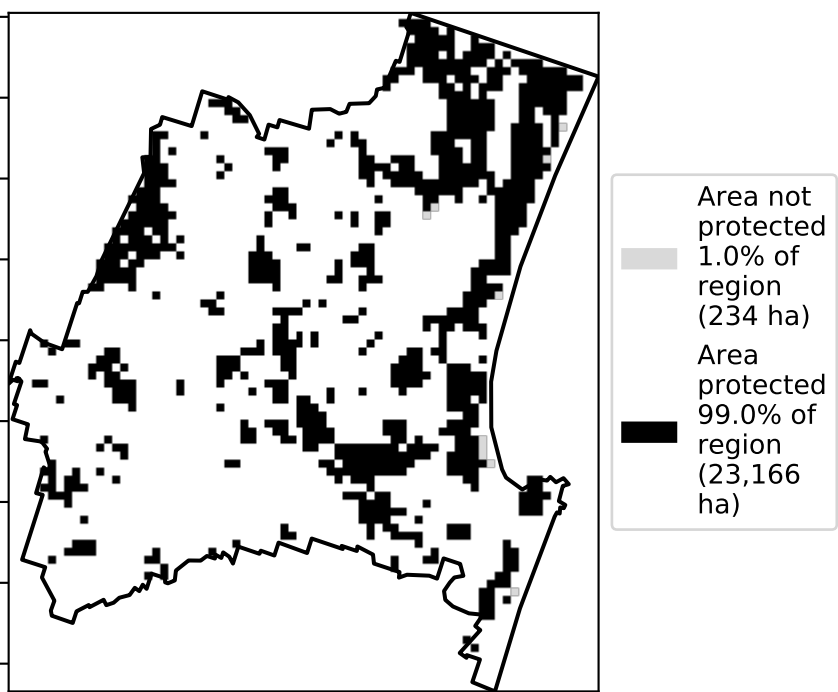 Area not
protected
1.0% of
region
(234 ha)
Area
protected
99.0% of
region
(23,166
ha)